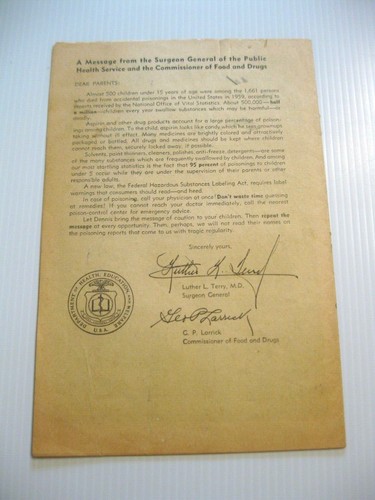 A Message from the Surgeon General of the Public
Health Service and the Commissioner of Food and Drugs
DEAR PARENTS:
Almost 500 children under 15 years of age were among the 1,661 persons
who died from accidental poisonings in the United States in 1959, according to
reports received by the National Office of Vital Statistics. About 500,000—half
a million—children every year swallow substances which may be harmful—
Aspirin and other drug products account for a large percentage of poison-
ings among children. To the child, aspirin looks like candy which he sees grownups
taking without ill effect. Many medicines are brightly colored and attractively
packaged or bottled. All drugs and medicines should be kept where children
cannot reach them, securely locked away, if possible.
Solvents, paint thinners, cleaners, polishes, anti-freeze, detergents—are some
of the many substances which are frequently swallowed by children. And among
our most startling statistics is the fact that 95 percent of poisonings to children
under 5 occur while they are under the supervision of their parents or other
responsible adults.
A new law, the Federal Hazardous Substances Labeling Act, requires label
warnings that consumers should read—and heed.
In case of poisoning, call your physician at once! Don't waste time guessing
at remedies! If you cannot reach your doctor immediately, call the nearest
poison-control center for emergency advice.
Let Dennis bring the message of caution to your children. Then repeat the
message at every opportunity. Then, perhaps, we will not read their names on
the poisoning reports that come to us with tragic regularity.
Sincerely yours,
Luther L. Terry
Luther L. Terry, M.D.
Surgeon General
Geo P Larrick
G. P. Larrick
Commissioner of Food and Drugs
DEPARTMENT OF HEALTH, EDUCATION, AND WELFARE
U.S.A.